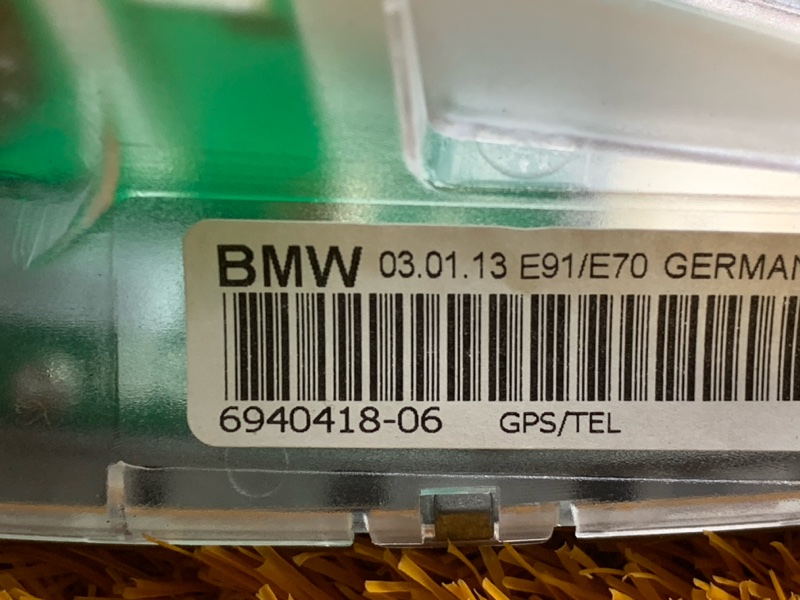 BMW 03.01.13 E91/E70 GERMAN
6940418-06 GPS/TEL